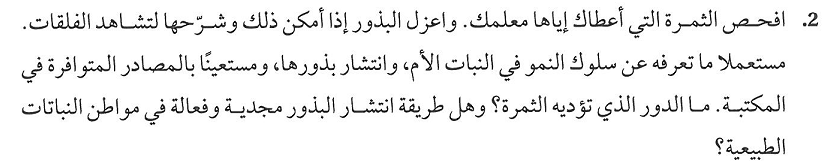 2. افحص الثمرة التي أعطاك إياها معلمك. واعزل البذور إذا أمكن ذلك وشرّحها لتشاهد الفلقات.
مستعملا ما تعرفه عن سلوك النمو في النبات الأم، وانتشار بذورها، ومستعينًا بالمصادر المتوافرة في
المكتبة. ما الدور الذي تؤديه الثمرة؟ وهل طريقة انتشار البذور مجدية وفعالة في مواطن النباتات
الطبيعية؟